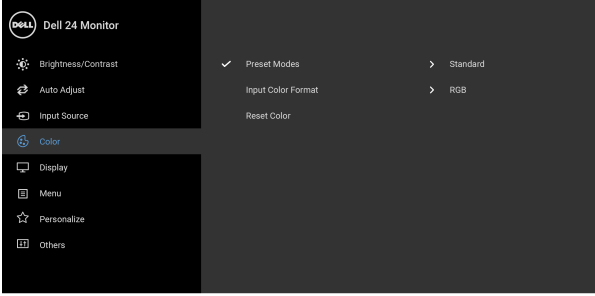 DELL Dell 24 Monitor
Brightness/Contrast Preset Modes Standard
Auto Adjust Input Color Format RGB
Input Source Reset Color
Color
Display
Menu
Personalize
Others